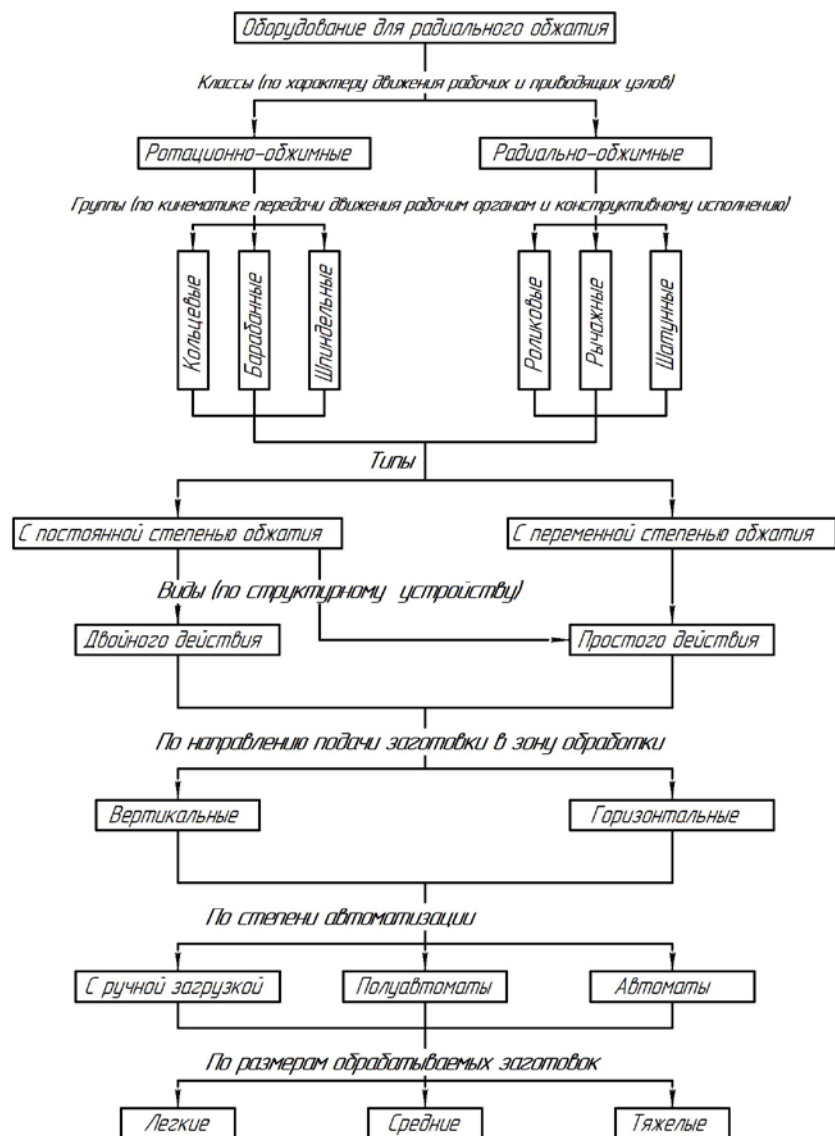 Оборудование для радиального обжатия
Классы (по характеру движения рабочих и приводящих узлов)
Ротационно-обжимные
Радиально-обжимные
Группы (по кинематике передачи движения рабочим органам и конструктивному исполнению)
Кольцевые
Барабанные
Шпиндельные
Роликовые
Рычажные
Шатунные
Типы
С постоянной степенью обжатия
С переменной степенью обжатия
Виды (по структурному устройству)
Двойного действия
Простого действия
По направлению подачи заготовки в зону обработки
Вертикальные
Горизонтальные
По степени автоматизации
С ручной загрузкой
Полуавтоматы
Автоматы
По размерам обрабатываемых заготовок
Легкие
Средние
Тяжелые